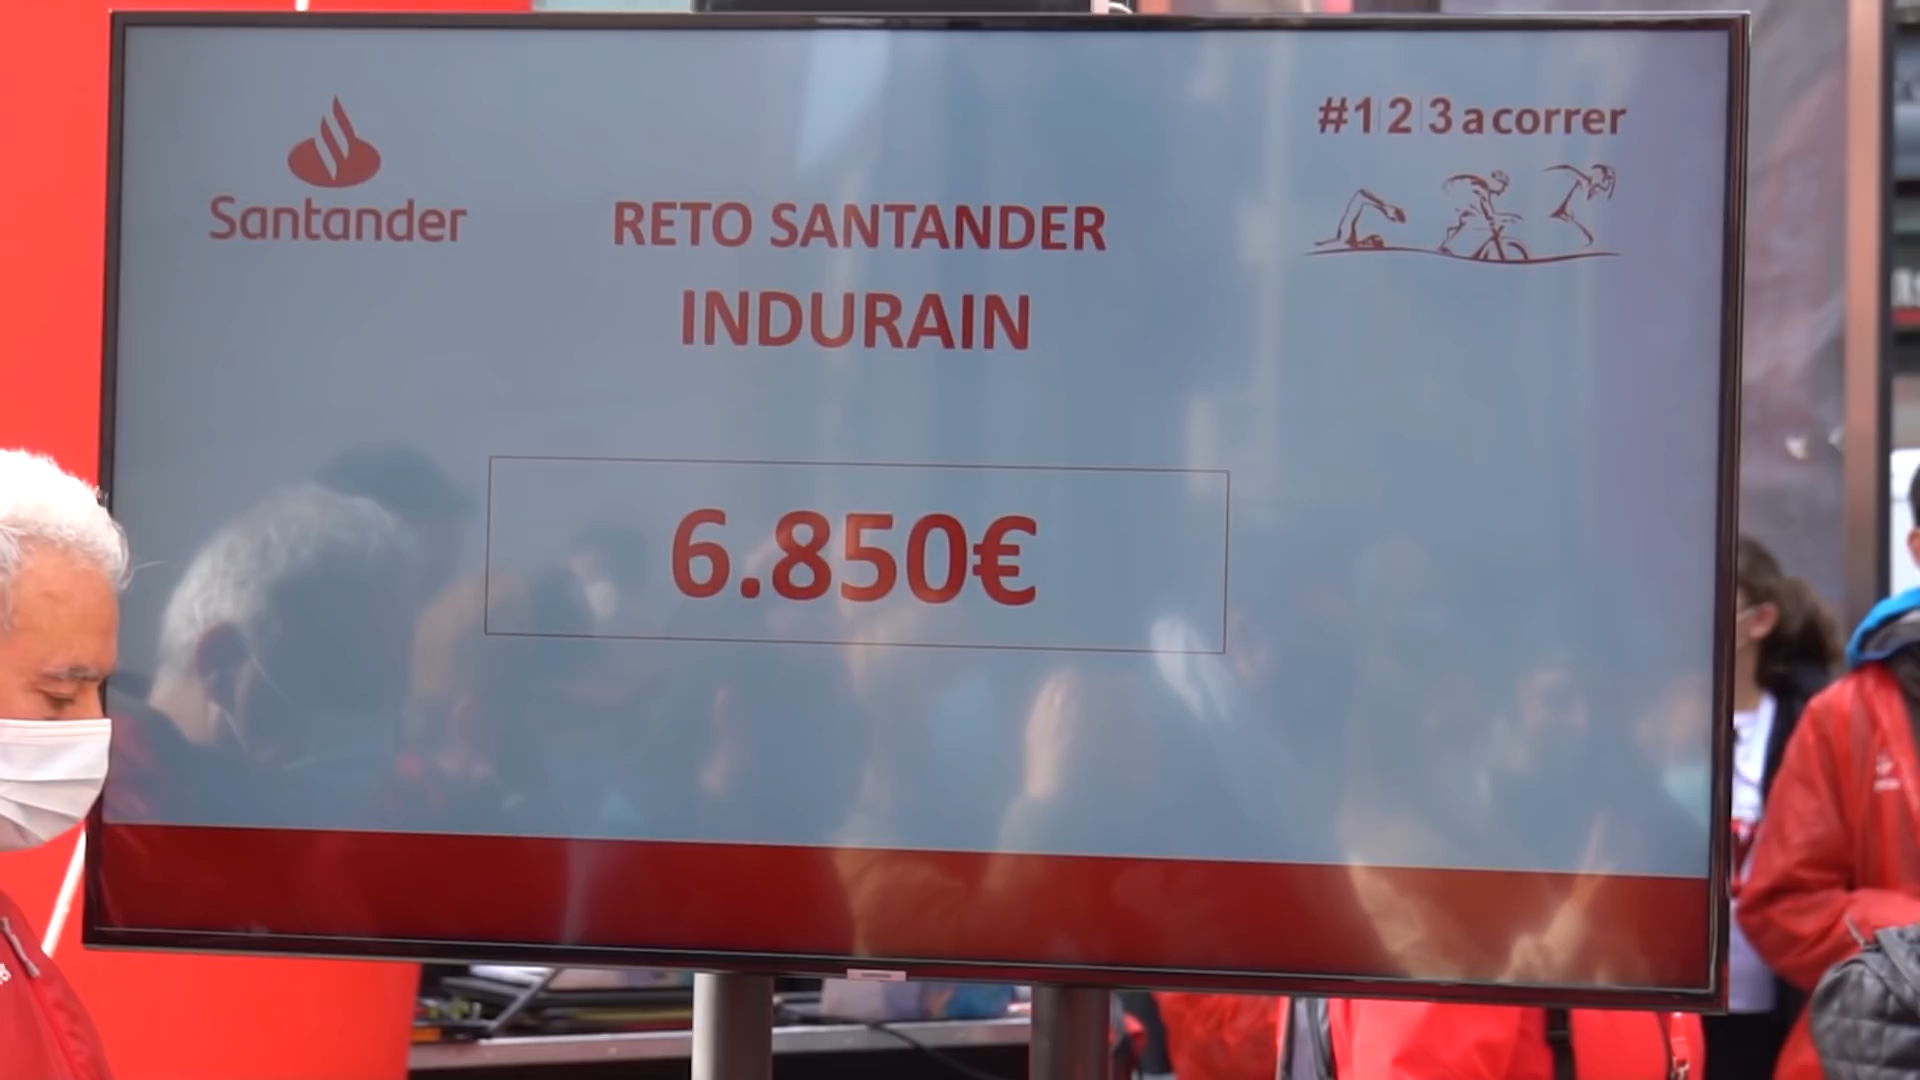 Santander
#1|2|3 a correr
RETO SANTANDER
INDURAIN
6.850€